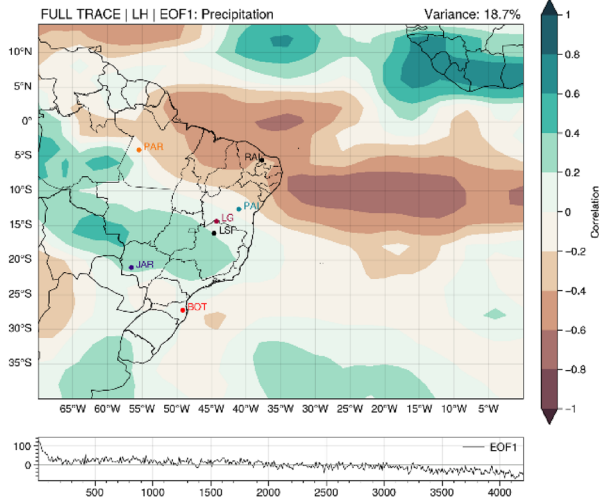 FULL TRACE | LH | EOF1: Precipitation
Variance: 18.7%
10°N
5°N
0°
5°S
10°S
15°S
20°S
25°S
30°S
35°S
65°W 60°W 55°W 50°W 45°W 40°W 35°W 30°W 25°W 20°W 15°W 10°W 5°W
PAR
RAI
PAI
LG
LSF
JAR
BOT
1
0.8
0.6
0.4
0.2
0
−0.2
−0.4
−0.6
−0.8
−1
Correlation
100
0
EOF1
500 1000 1500 2000 2500 3000 3500 4000